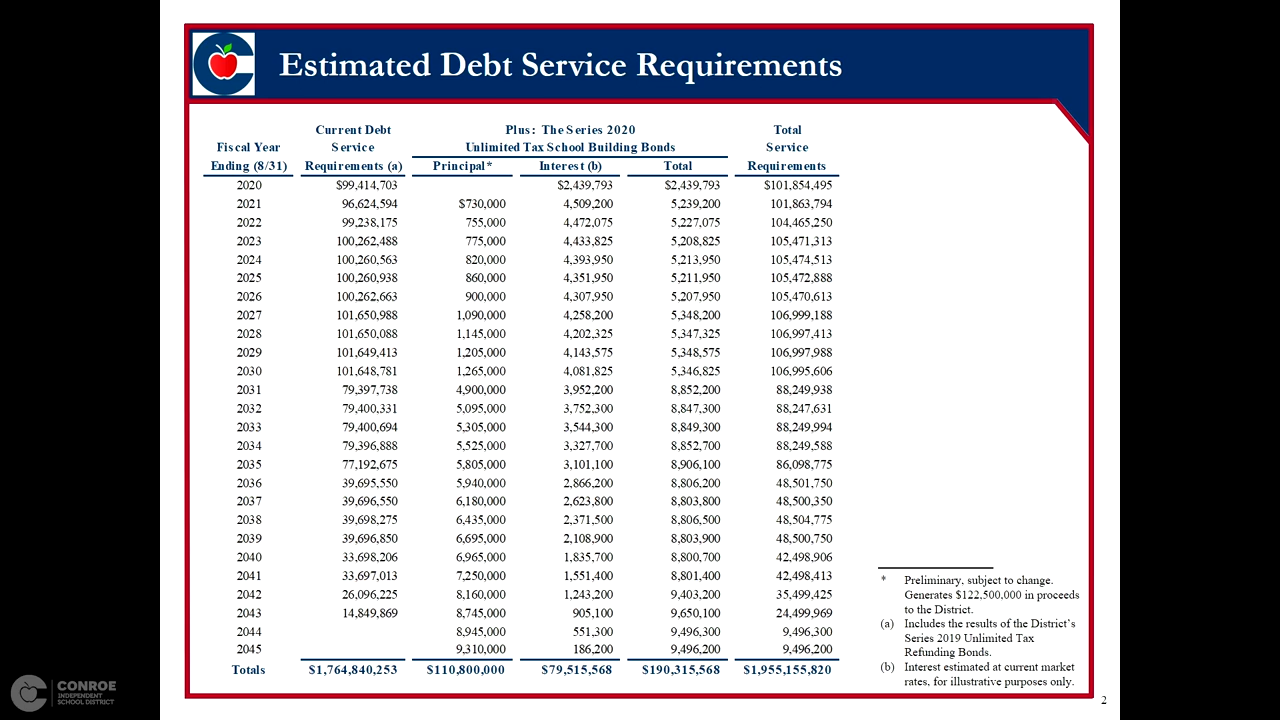 Estimated Debt Service Requirements
Current Debt Plus: The Series 2020 Total
Fiscal Year Service Unlimited Tax School Building Bonds Service
Ending (8/31) Requirements (a) Principal* Interest (b) Total Requirements
2020 $99,414,703 $2,439,793 $2,439,793 $101,854,495
2021 96,624,594 $730,000 4,509,200 5,239,200 101,863,794
2022 99,238,175 755,000 4,472,075 5,227,075 104,465,250
2023 100,262,488 775,000 4,433,825 5,208,825 105,471,313
2024 100,260,563 820,000 4,393,950 5,213,950 105,474,513
2025 100,260,938 860,000 4,351,950 5,211,950 105,472,888
2026 100,262,663 900,000 4,307,950 5,207,950 105,470,613
2027 101,650,988 1,090,000 4,258,200 5,348,200 106,999,188
2028 101,650,088 1,145,000 4,202,325 5,347,325 106,997,413
2029 101,649,413 1,205,000 4,143,575 5,348,575 106,997,988
2030 101,648,781 1,265,000 4,081,825 5,346,825 106,995,606
2031 79,397,738 4,900,000 3,952,200 8,852,200 88,249,938
2032 79,400,331 5,095,000 3,752,300 8,847,300 88,247,631
2033 79,400,694 5,305,000 3,544,300 8,849,300 88,249,994
2034 79,396,888 5,525,000 3,327,700 8,852,700 88,249,588
2035 77,192,675 5,805,000 3,101,100 8,906,100 86,098,775
2036 39,695,550 5,940,000 2,866,200 8,806,200 48,501,750
2037 39,696,550 6,180,000 2,623,800 8,803,800 48,500,350
2038 39,698,275 6,435,000 2,371,500 8,806,500 48,504,775
2039 39,696,850 6,695,000 2,108,900 8,803,900 48,500,750
2040 33,698,206 6,965,000 1,835,700 8,800,700 42,498,906
2041 33,697,013 7,250,000 1,551,400 8,801,400 42,498,413
2042 26,096,225 8,160,000 1,243,200 9,403,200 35,499,425
2043 14,849,869 8,745,000 905,100 9,650,100 24,499,969
2044 8,945,000 551,300 9,496,300 9,496,300
2045 9,310,000 186,200 9,496,200 9,496,200
Totals $1,764,840,253 $110,800,000 $79,515,568 $190,315,568 $1,955,155,820
* Preliminary, subject to change.
Generates $122,500,000 in proceeds
to the District.
(a) Includes the results of the District's
Series 2019 Unlimited Tax
Refunding Bonds.
(b) Interest estimated at current market
rates, for illustrative purposes only.
2
CONROE
INDEPENDENT
SCHOOL DISTRICT